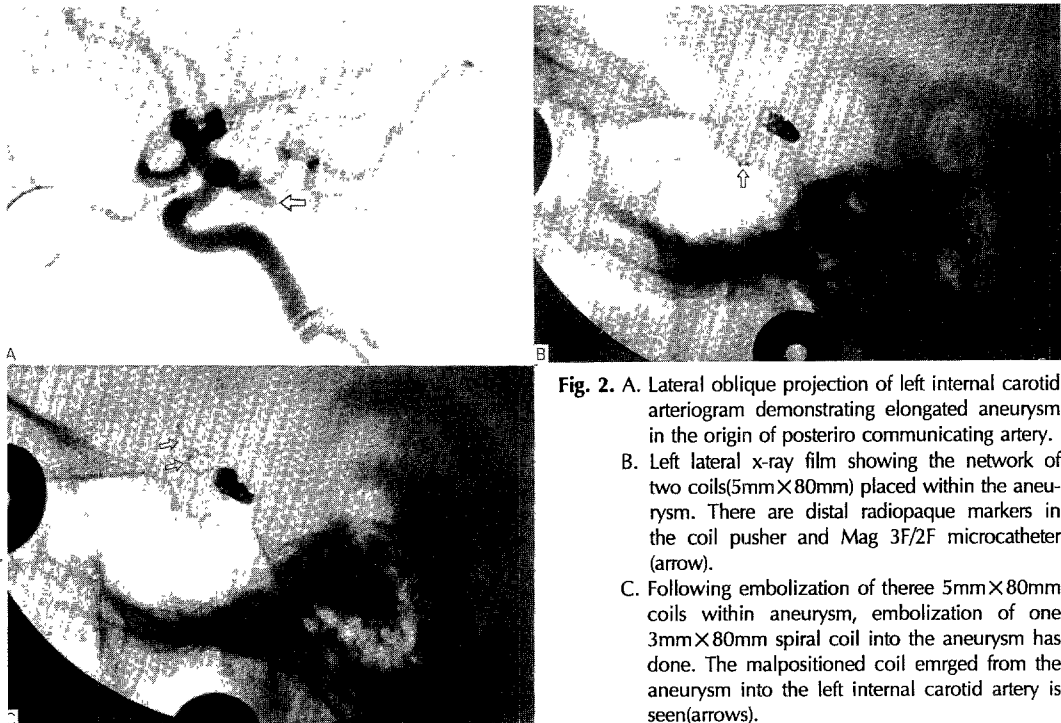 A
B
C
Fig. 2. A. Lateral oblique projection of left internal carotid
arteriogram demonstrating elongated aneurysm
in the origin of posteriro communicating artery.
B. Left lateral x-ray film showing the network of
two coils(5mm×80mm) placed within the aneu-
rysm. There are distal radiopaque markers in
the coil pusher and Mag 3F/2F microcatheter
(arrow).
C. Following embolization of theree 5mm×80mm
coils within aneurysm, embolization of one
3mm×80mm spiral coil into the aneurysm has
done. The malpositioned coil emrged from the
aneurysm into the left internal carotid artery is
seen(arrows).